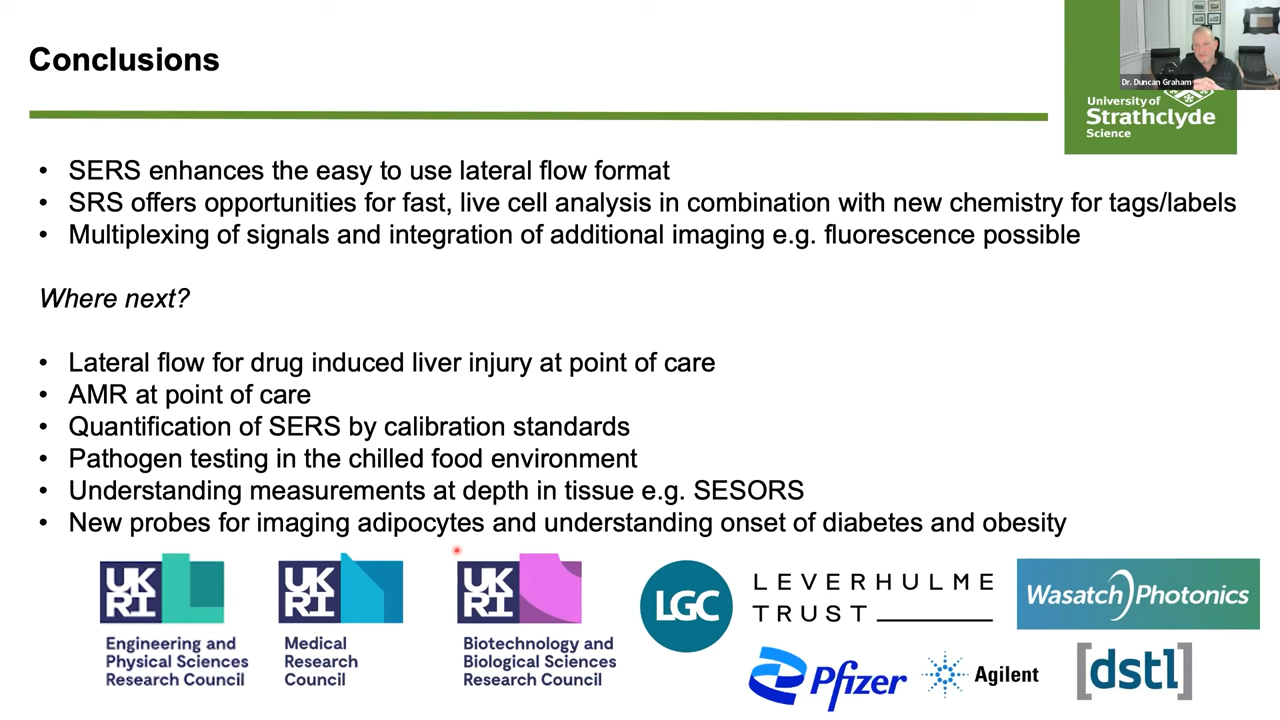 Conclusions
Dr. Duncan Graham
University of
Strathclyde
Science
• SERS enhances the easy to use lateral flow format
• SRS offers opportunities for fast, live cell analysis in combination with new chemistry for tags/labels
• Multiplexing of signals and integration of additional imaging e.g. fluorescence possible
Where next?
• Lateral flow for drug induced liver injury at point of care
• AMR at point of care
• Quantification of SERS by calibration standards
• Pathogen testing in the chilled food environment
• Understanding measurements at depth in tissue e.g. SESORS
• New probes for imaging adipocytes and understanding onset of diabetes and obesity
UK
RI
Engineering and
Physical Sciences
Research Council
UK
RI
Medical
Research
Council
UK
RI
Biotechnology and
Biological Sciences
Research Council
LGC
LEVERHULME
TRUST
Wasatch Photonics
Pfizer
Agilent
[dstl]